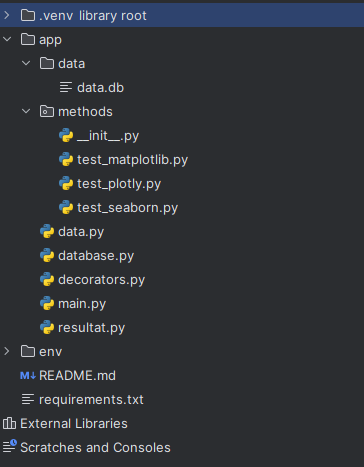 .venv library root
app
data
data.db
methods
__init__.py
test_matplotlib.py
test_plotly.py
test_seaborn.py
data.py
database.py
decorators.py
main.py
resultat.py
env
M↓ README.md
requirements.txt
External Libraries
Scratches and Consoles